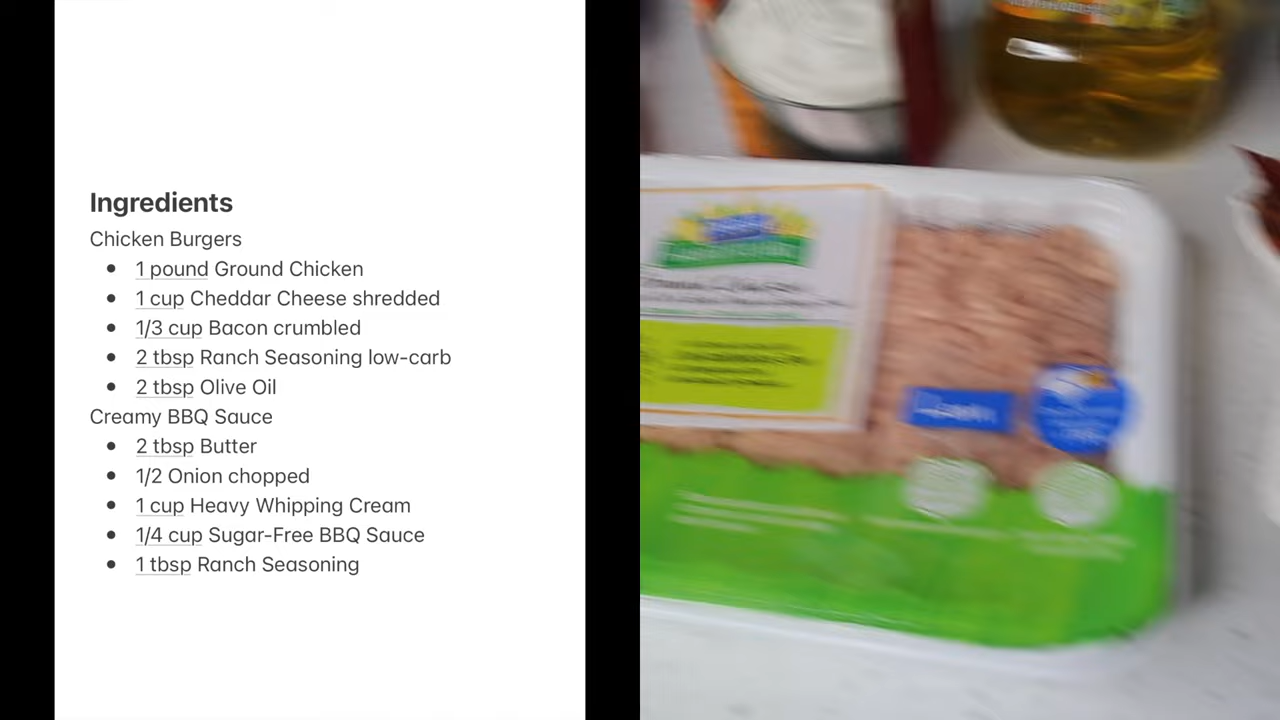 Ingredients
Chicken Burgers
1 pound Ground Chicken
1 cup Cheddar Cheese shredded
1/3 cup Bacon crumbled
2 tbsp Ranch Seasoning low-carb
2 tbsp Olive Oil
Creamy BBQ Sauce
2 tbsp Butter
1/2 Onion chopped
1 cup Heavy Whipping Cream
1/4 cup Sugar-Free BBQ Sauce
1 tbsp Ranch Seasoning